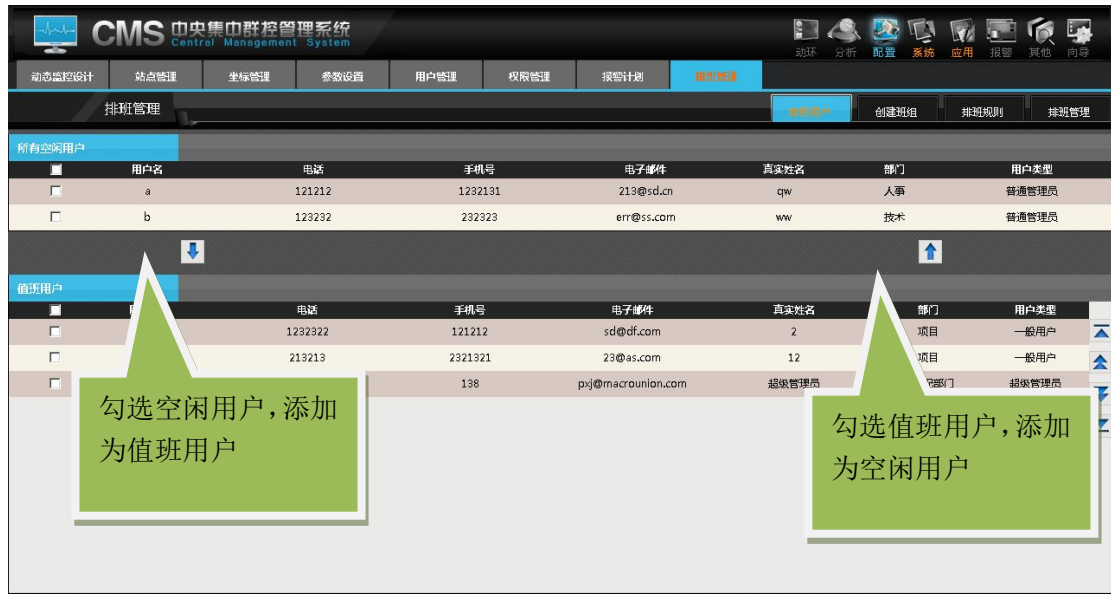 CMS 中央集中群控管理系统
Central Management System
动环 分析 配置 系统 应用 报警 其他 向导
动态监控设计 站点管理 坐标管理 参数设置 用户管理 权限管理 报警计划 排班管理
排班管理 排班用户 创建班组 排班规则 排班管理
所有空闲用户
用户名 电话 手机号 电子邮件 真实姓名 部门 用户类型
a 121212 1232131 213@sd.cn qw 人事 普通管理员
b 123232 232323 err@ss.com ww 技术 普通管理员
值班用户
电话 手机号 电子邮件 真实姓名 部门 用户类型
1232322 121212 sd@df.com 2 项目 一般用户
213213 2321321 23@as.com 12 项目 一般用户
138 pxj@macrounion.com 超级管理员 超级管理员
勾选空闲用户，添加
为值班用户
勾选值班用户，添加
为空闲用户